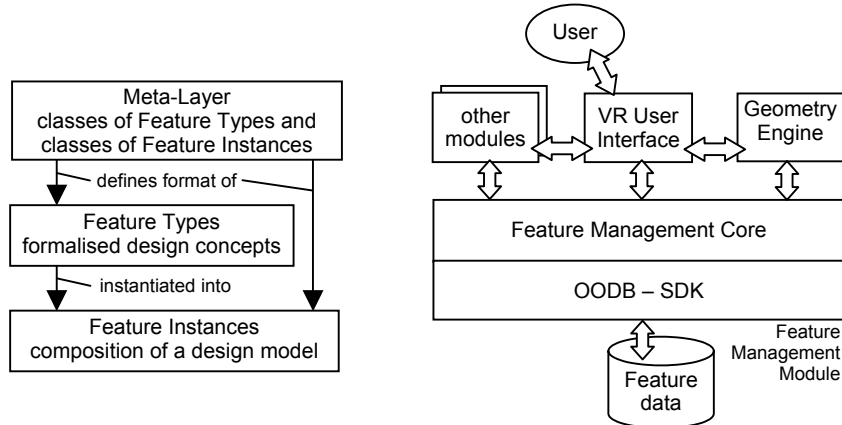 Meta-Layer
classes of Feature Types and
classes of Feature Instances
defines format of
Feature Types
formalised design concepts
instantiated into
Feature Instances
composition of a design model
User
other
modules
VR User
Interface
Geometry
Engine
Feature Management Core
OODB – SDK
Feature
Management
Module
Feature
data